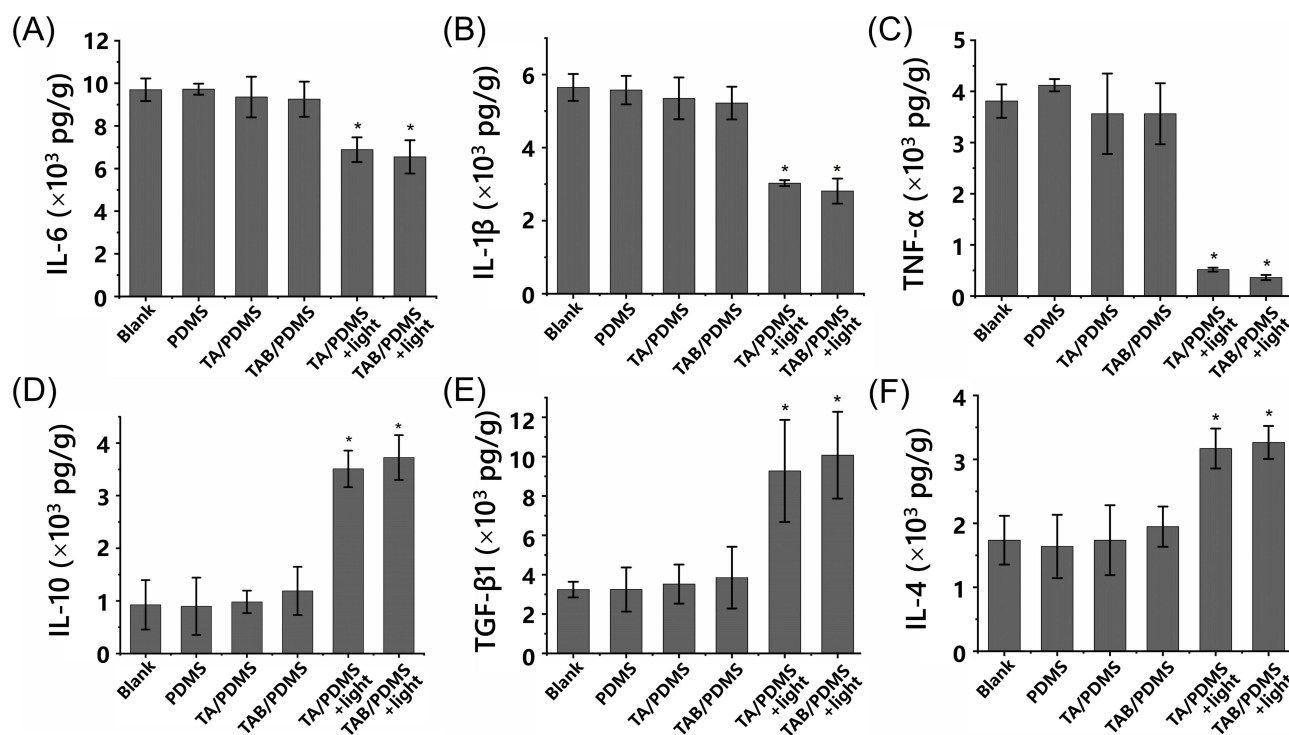 (A)
IL-6 (×10³ pg/g)
12
10
8
6
4
2
0
* *
Blank
PDMS
TA/PDMS
TAB/PDMS
TA/PDMS
+light
TAB/PDMS
+light
(B)
IL-1β (×10³ pg/g)
6
4
2
0
* *
Blank
PDMS
TA/PDMS
TAB/PDMS
TA/PDMS
+light
TAB/PDMS
+light
(C)
TNF-α (×10³ pg/g)
5
4
3
2
1
0
* *
Blank
PDMS
TA/PDMS
TAB/PDMS
TA/PDMS
+light
TAB/PDMS
+light
(D)
IL-10 (×10³ pg/g)
4
3
2
1
0
* *
Blank
PDMS
TA/PDMS
TAB/PDMS
TA/PDMS
+light
TAB/PDMS
+light
(E)
TGF-β1 (×10³ pg/g)
12
10
8
6
4
2
0
* *
Blank
PDMS
TA/PDMS
TAB/PDMS
TA/PDMS
+light
TAB/PDMS
+light
(F)
IL-4 (×10³ pg/g)
4
3
2
1
0
* *
Blank
PDMS
TA/PDMS
TAB/PDMS
TA/PDMS
+light
TAB/PDMS
+light